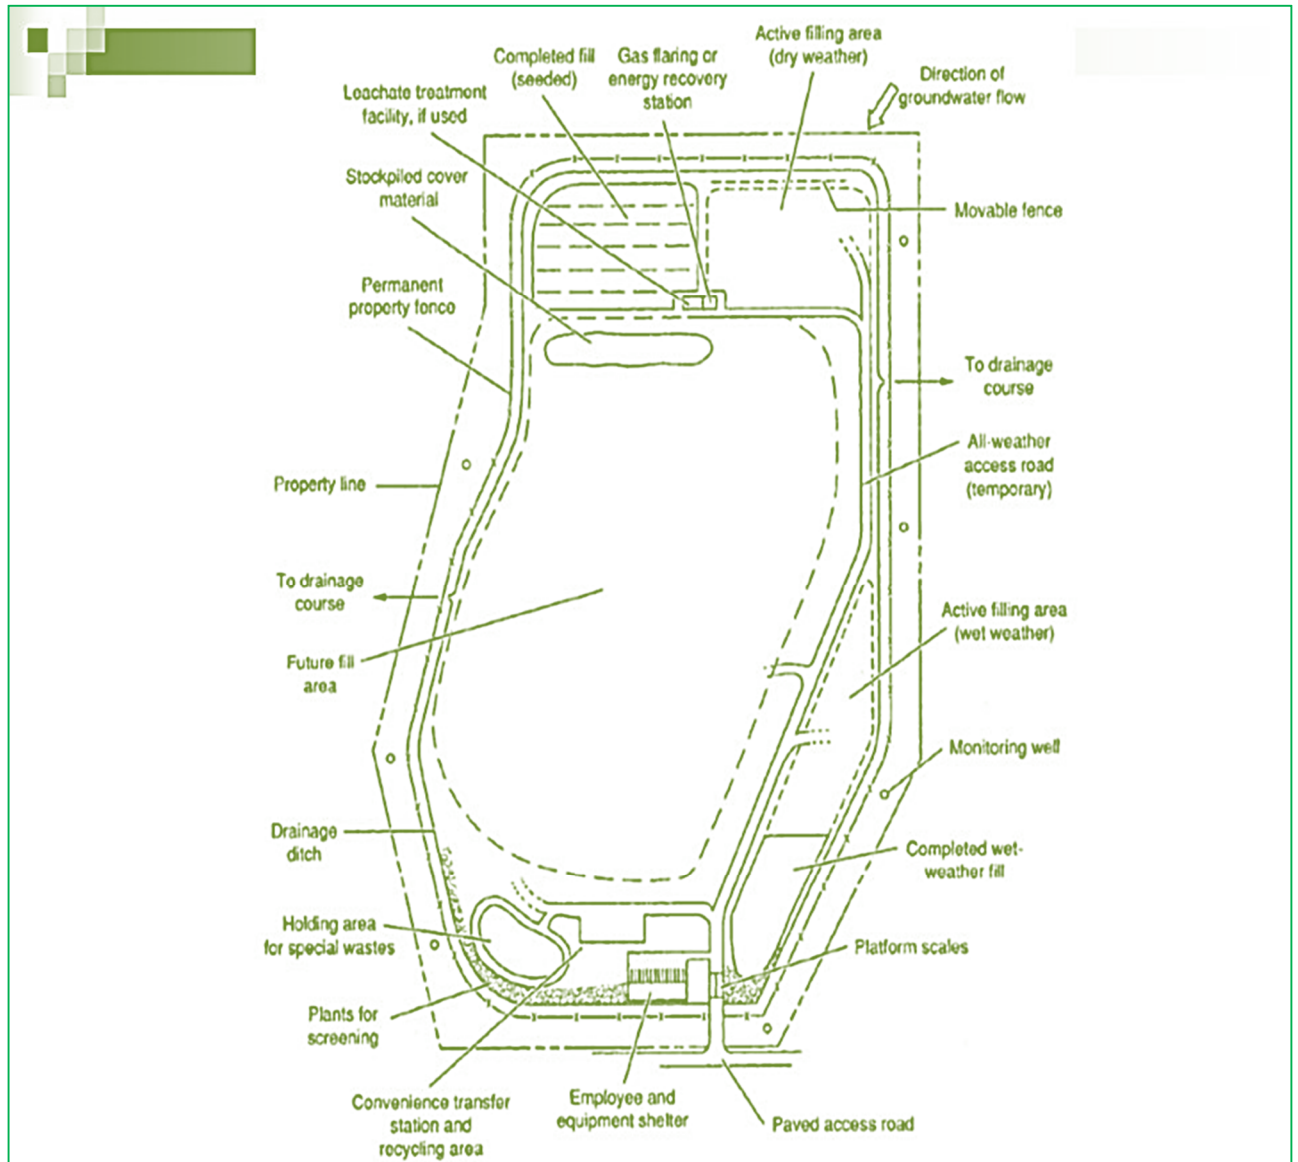 Active filling area
(dry weather)
Completed fill
(seeded)
Gas flaring or
energy recovery
station
Direction of
groundwater flow
Leachate treatment
facility, if used
Stockpiled cover
material
Movable fence
Permanent
property fence
To drainage
course
All-weather
access road
(temporary)
Property line
To drainage
course
Active filling area
(wet weather)
Future fill
area
Monitoring well
Drainage
ditch
Completed wet-
weather fill
Holding area
for special wastes
Platform scales
Plants for
screening
Convenience transfer
station and
recycling area
Employee and
equipment shelter
Paved access road